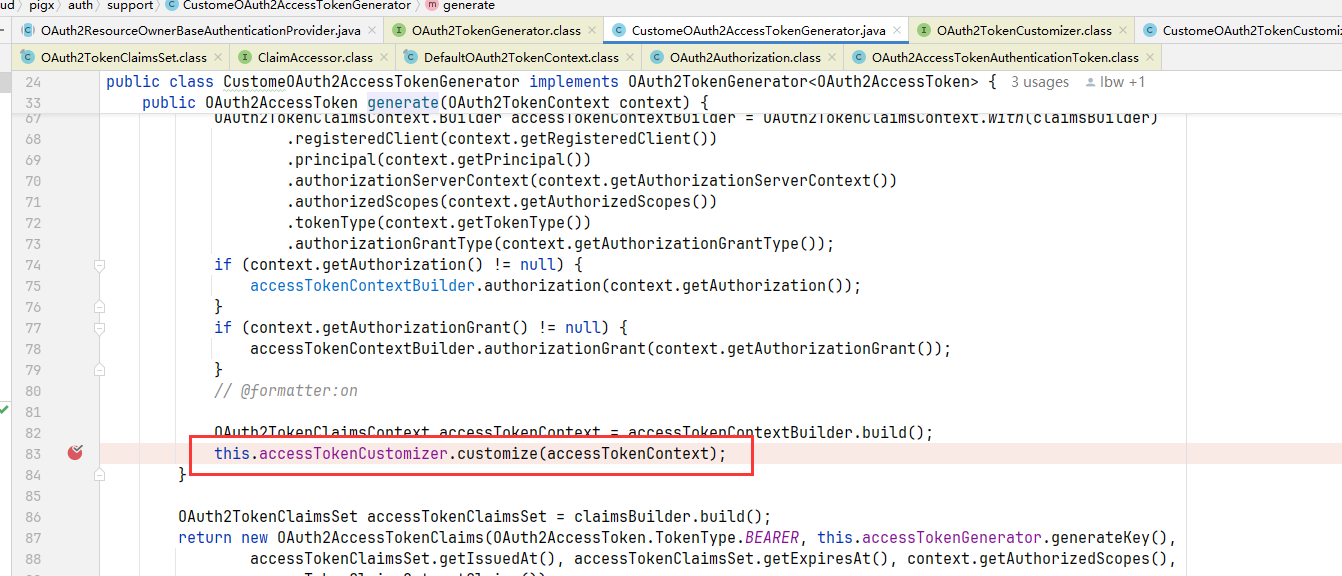 ud › pigx › auth › support › CustomeOAuth2AccessTokenGenerator › generate
OAuth2ResourceOwnerBaseAuthenticationProvider.java OAuth2TokenGenerator.class CustomeOAuth2AccessTokenGenerator.java OAuth2TokenCustomizer.class CustomeOAuth2TokenCustomiz
OAuth2TokenClaimsSet.class ClaimAccessor.class DefaultOAuth2TokenContext.class OAuth2Authorization.class OAuth2AccessTokenAuthenticationToken.class
24 public class CustomeOAuth2AccessTokenGenerator implements OAuth2TokenGenerator<OAuth2AccessToken> { 3 usages lbw +1
33 public OAuth2AccessToken generate(OAuth2TokenContext context) {
67 OAuth2TokenClaimsContext.Builder accessTokenContextBuilder = OAuth2TokenClaimsContext.with(claimsBuilder)
68 .registeredClient(context.getRegisteredClient())
69 .principal(context.getPrincipal())
70 .authorizationServerContext(context.getAuthorizationServerContext())
71 .authorizedScopes(context.getAuthorizedScopes())
72 .tokenType(context.getTokenType())
73 .authorizationGrantType(context.getAuthorizationGrantType());
74 if (context.getAuthorization() != null) {
75 accessTokenContextBuilder.authorization(context.getAuthorization());
76 }
77 if (context.getAuthorizationGrant() != null) {
78 accessTokenContextBuilder.authorizationGrant(context.getAuthorizationGrant());
79 }
80 // @formatter:on
81
82 OAuth2TokenClaimsContext accessTokenContext = accessTokenContextBuilder.build();
83 this.accessTokenCustomizer.customize(accessTokenContext);
84 }
85
86 OAuth2TokenClaimsSet accessTokenClaimsSet = claimsBuilder.build();
87 return new OAuth2AccessTokenClaims(OAuth2AccessToken.TokenType.BEARER, this.accessTokenGenerator.generateKey(),
88 accessTokenClaimsSet.getIssuedAt(), accessTokenClaimsSet.getExpiresAt(), context.getAuthorizedScopes(),